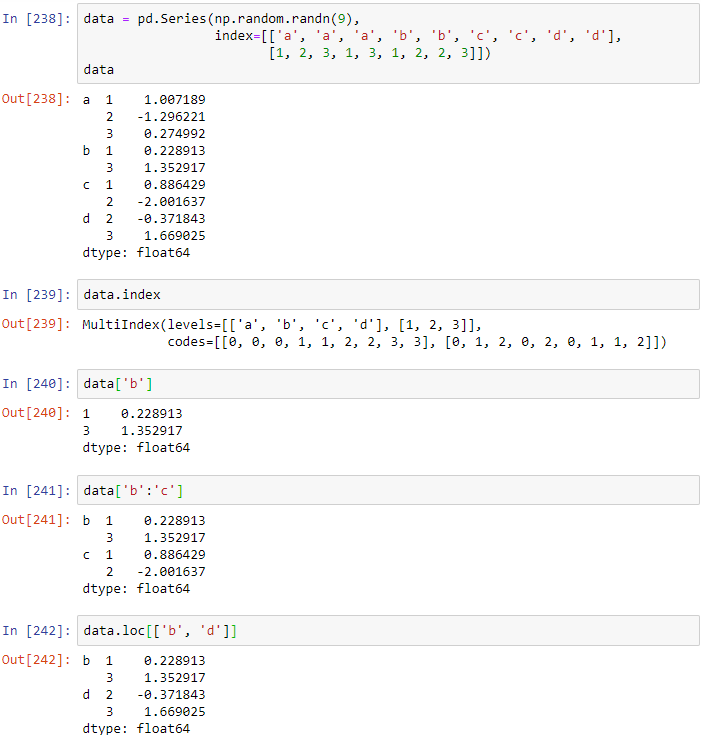 In [238]: data = pd.Series(np.random.randn(9),
index=[['a', 'a', 'a', 'b', 'b', 'c', 'c', 'd', 'd'],
[1, 2, 3, 1, 3, 1, 2, 2, 3]])
data
Out[238]: a 1 1.007189
2 -1.296221
3 0.274992
b 1 0.228913
3 1.352917
c 1 0.886429
2 -2.001637
d 2 -0.371843
3 1.669025
dtype: float64
In [239]: data.index
Out[239]: MultiIndex(levels=[['a', 'b', 'c', 'd'], [1, 2, 3]],
codes=[[0, 0, 0, 1, 1, 2, 2, 3, 3], [0, 1, 2, 0, 2, 0, 1, 1, 2]])
In [240]: data['b']
Out[240]: 1 0.228913
3 1.352917
dtype: float64
In [241]: data['b':'c']
Out[241]: b 1 0.228913
3 1.352917
c 1 0.886429
2 -2.001637
dtype: float64
In [242]: data.loc[['b', 'd']]
Out[242]: b 1 0.228913
3 1.352917
d 2 -0.371843
3 1.669025
dtype: float64